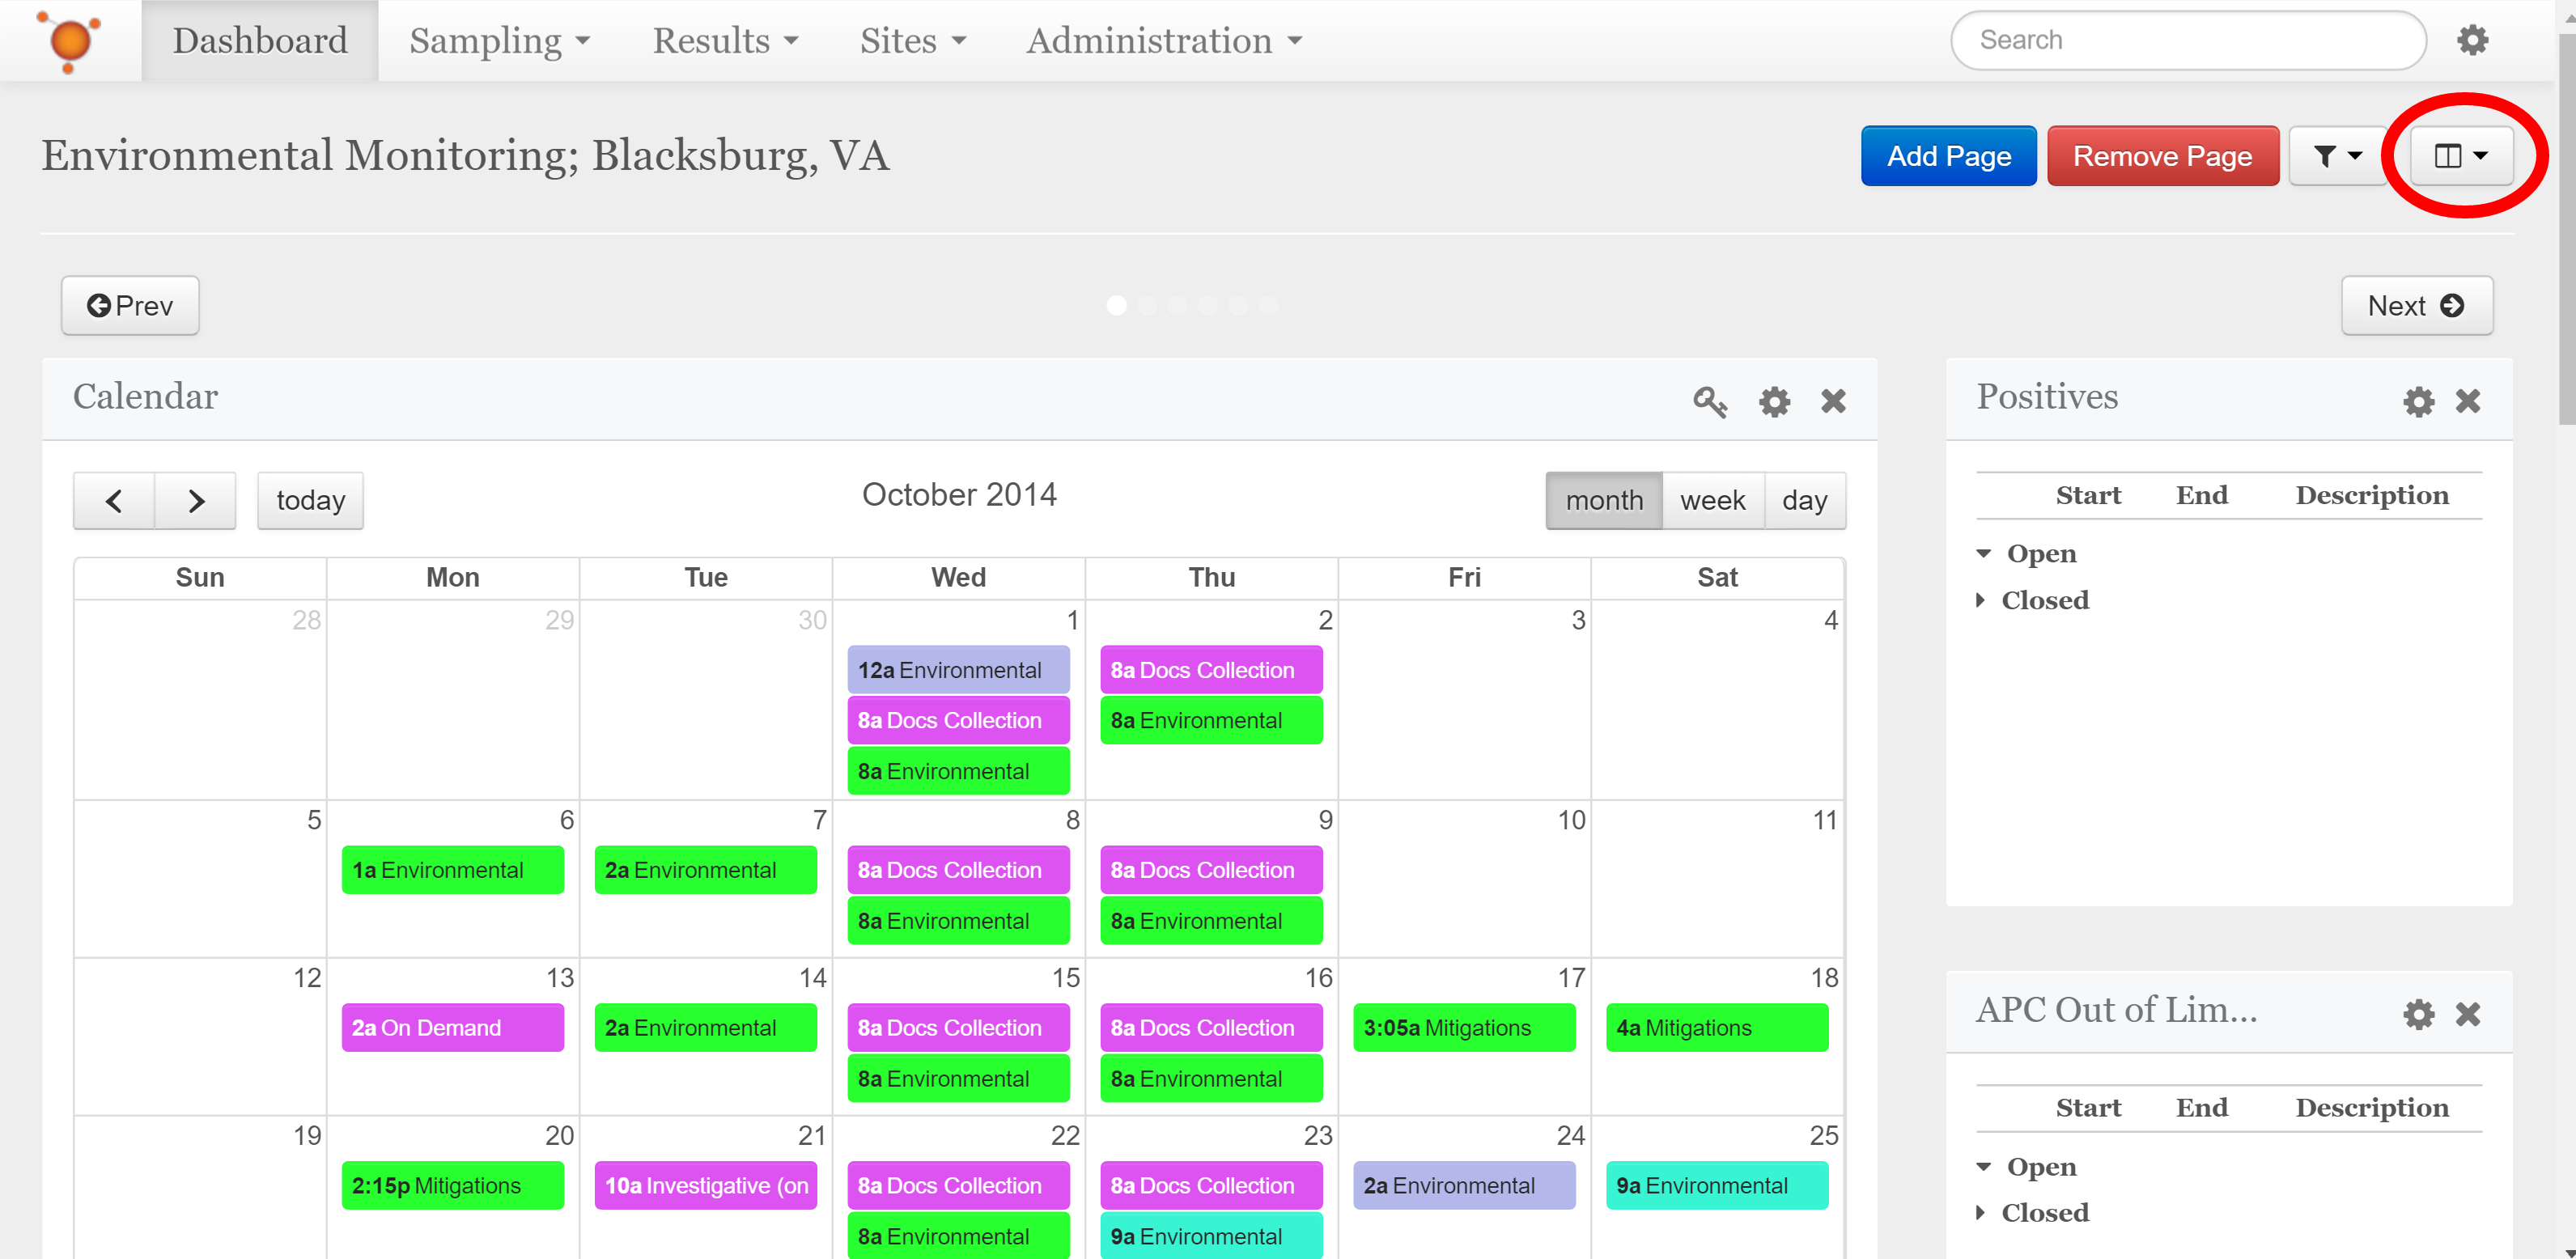 Dashboard Sampling Results Sites Administration Search
Environmental Monitoring; Blacksburg, VA Add Page Remove Page
Prev Next
Calendar
today October 2014 month week day
Sun Mon Tue Wed Thu Fri Sat
28 29 30 1 2 3 4
12a Environmental 8a Docs Collection
8a Docs Collection 8a Environmental
8a Environmental
5 6 7 8 9 10 11
1a Environmental 2a Environmental 8a Docs Collection 8a Docs Collection
8a Environmental 8a Environmental
12 13 14 15 16 17 18
2a On Demand 2a Environmental 8a Docs Collection 8a Docs Collection 3:05a Mitigations 4a Mitigations
8a Environmental 8a Environmental
19 20 21 22 23 24 25
2:15p Mitigations 10a Investigative (on 8a Docs Collection 8a Docs Collection 2a Environmental 9a Environmental
8a Environmental 9a Environmental
Positives
Start End Description
Open
Closed
APC Out of Lim...
Start End Description
Open
Closed